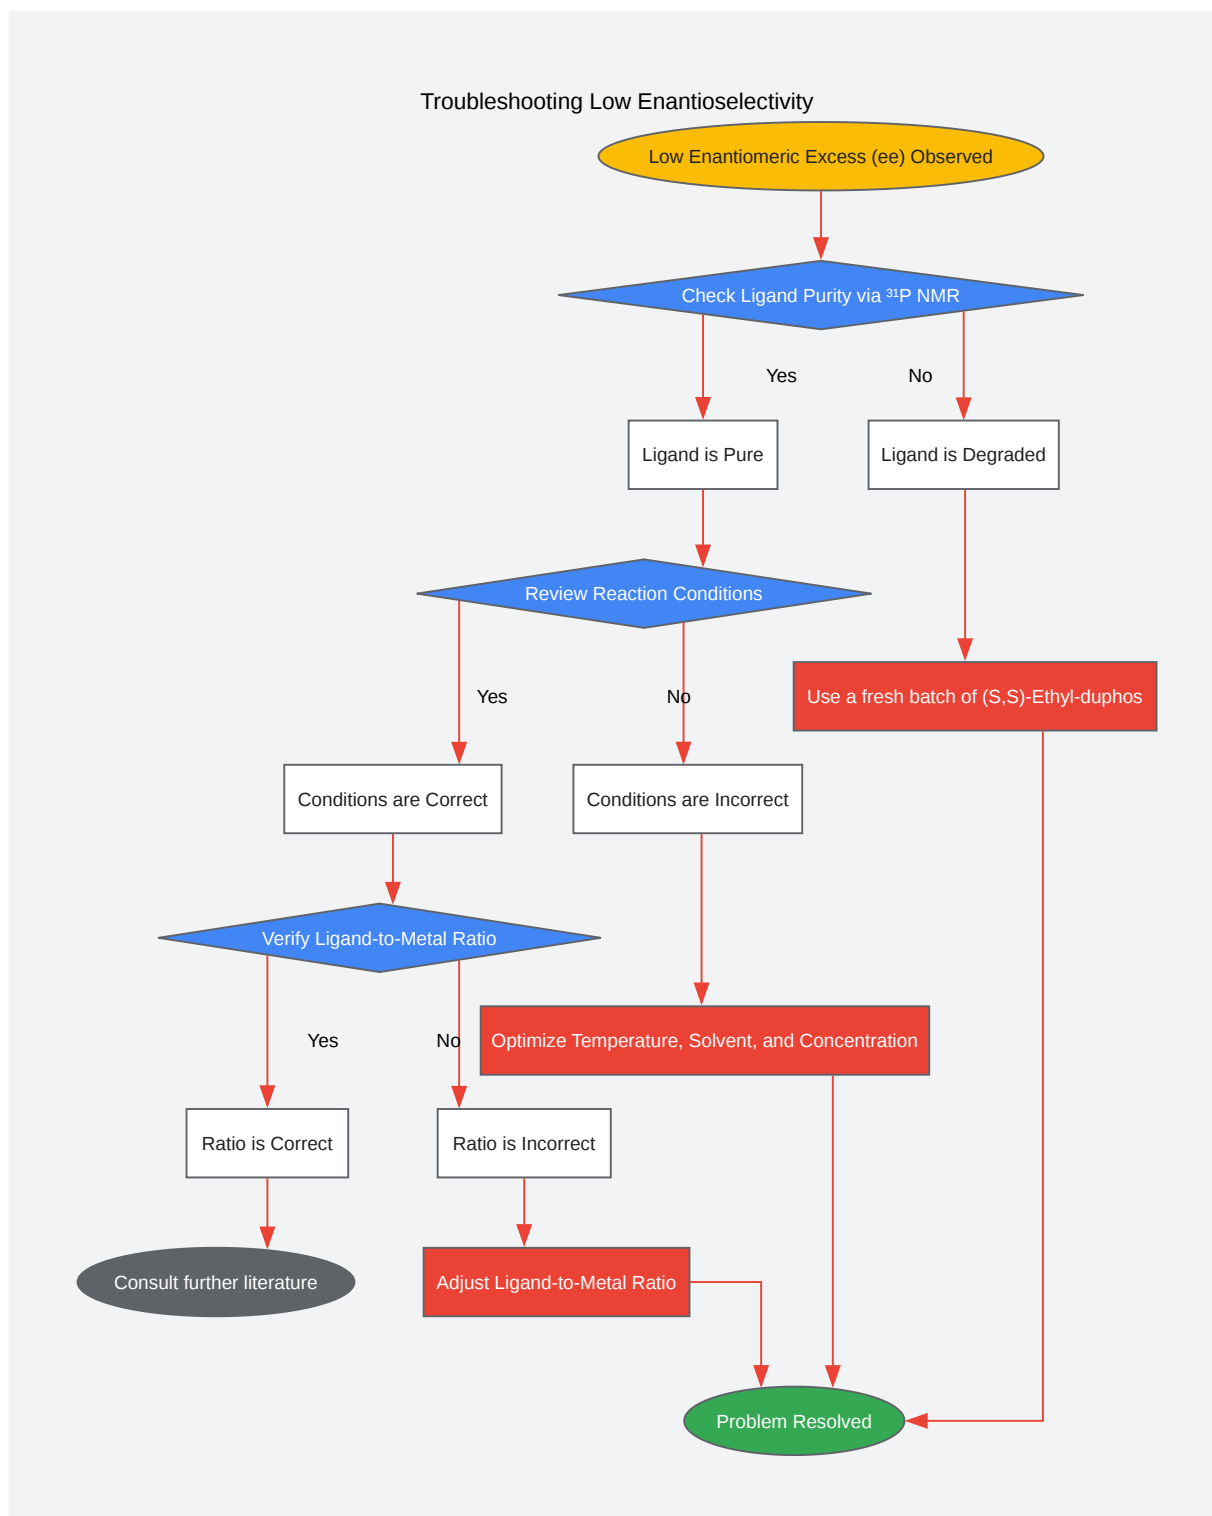 Troubleshooting Low Enantioselectivity
Low Enantiomeric Excess (ee) Observed
Check Ligand Purity via ³¹P NMR
Yes
No
Ligand is Pure
Ligand is Degraded
Review Reaction Conditions
Yes
No
Use a fresh batch of (S,S)-Ethyl-duphos
Conditions are Correct
Conditions are Incorrect
Verify Ligand-to-Metal Ratio
Yes
No
Optimize Temperature, Solvent, and Concentration
Ratio is Correct
Ratio is Incorrect
Consult further literature
Adjust Ligand-to-Metal Ratio
Problem Resolved